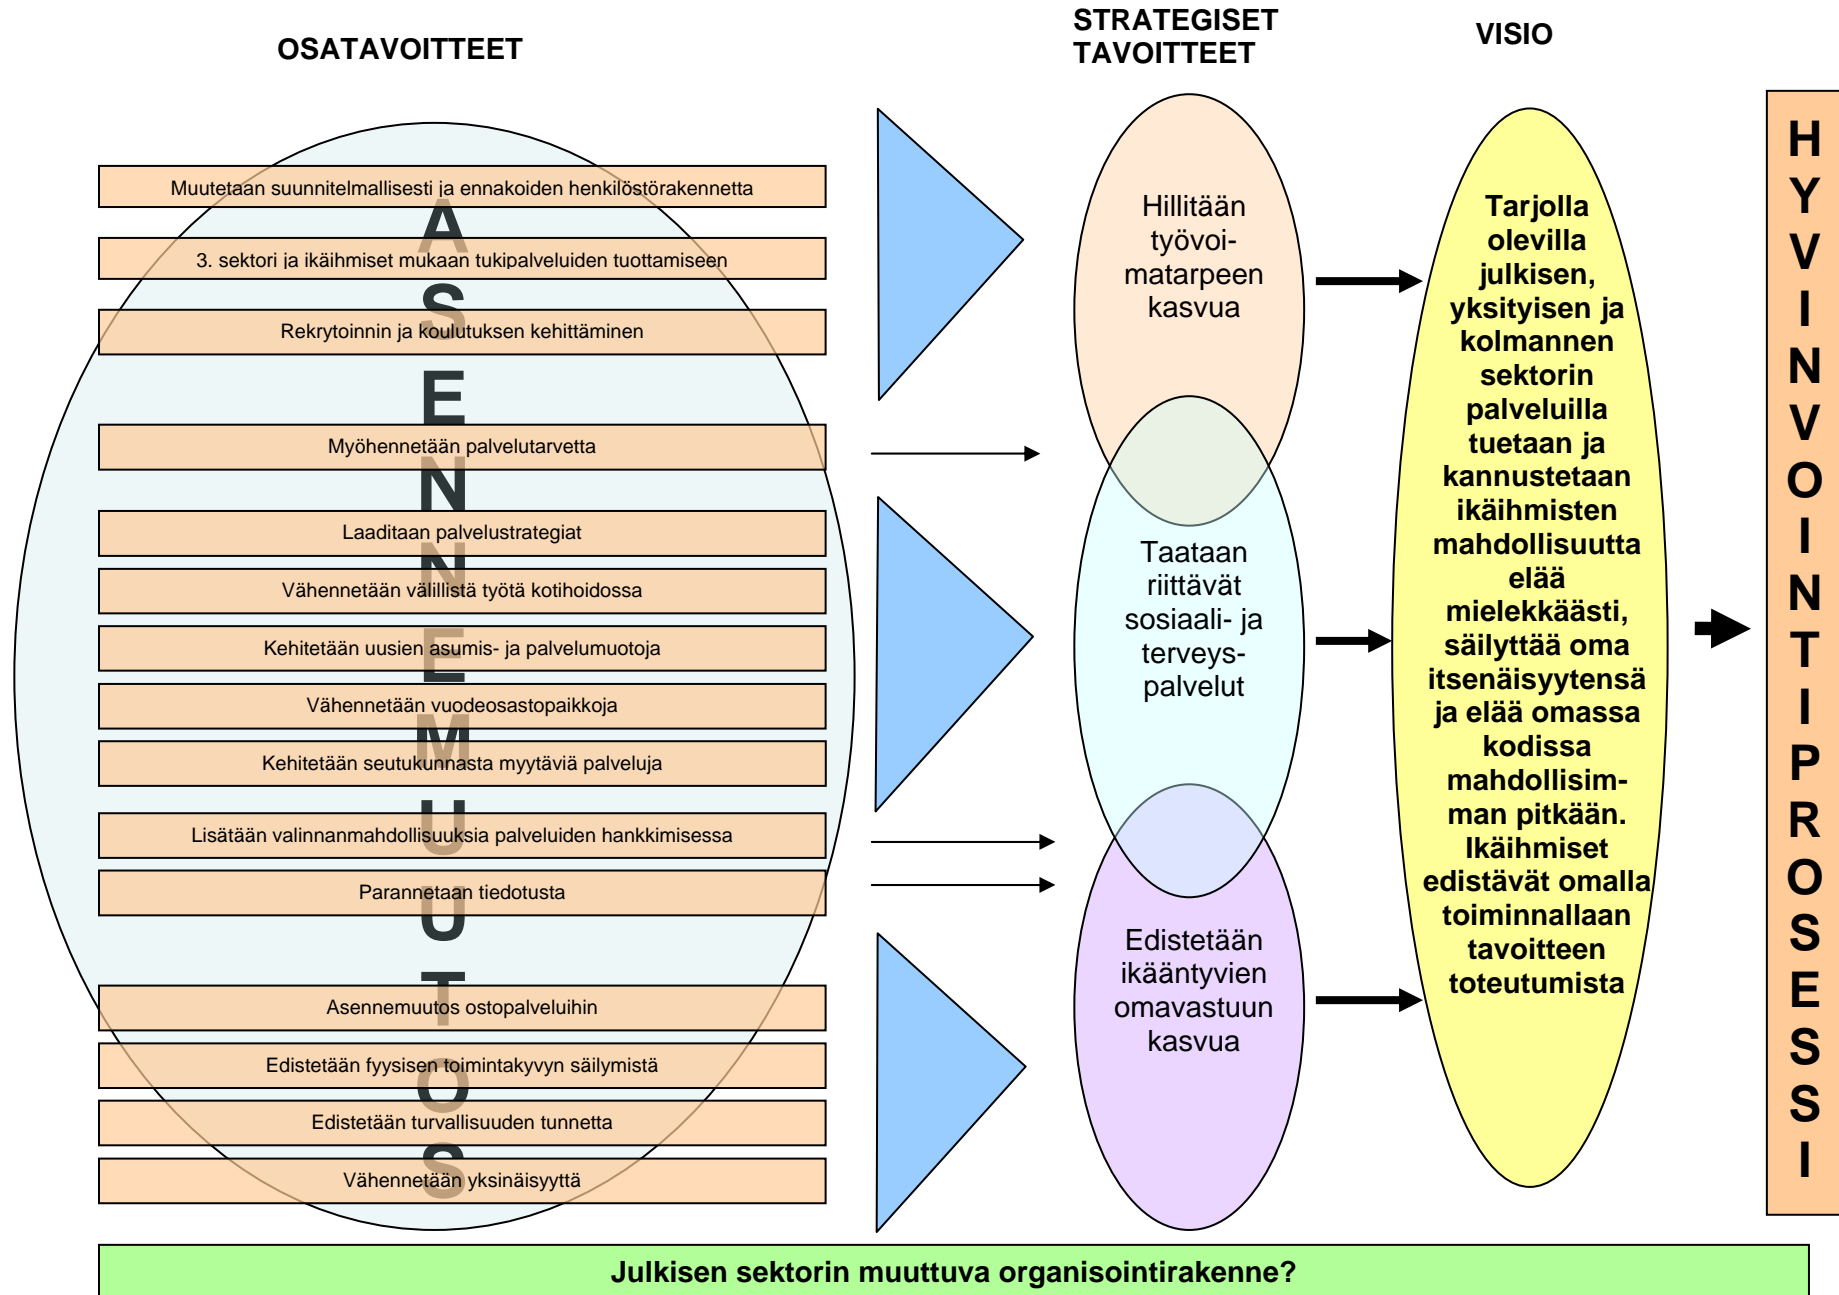 OSATAVOITTEET
STRATEGISET
TAVOITTEET
VISIO
ASENNEMUUTOS
Muutetaan suunnitelmallisesti ja ennakoiden henkilöstörakennetta
3. sektori ja ikäihmiset mukaan tukipalveluiden tuottamiseen
Rekrytoinnin ja koulutuksen kehittäminen
Myöhennetään palvelutarvetta
Laaditaan palvelustrategiat
Vähennetään välillistä työtä kotihoidossa
Kehitetään uusien asumis- ja palvelumuotoja
Vähennetään vuodeosastopaikkoja
Kehitetään seutukunnasta myytäviä palveluja
Lisätään valinnanmahdollisuuksia palveluiden hankkimisessa
Parannetaan tiedotusta
Asennemuutos ostopalveluihin
Edistetään fyysisen toimintakyvyn säilymistä
Edistetään turvallisuuden tunnetta
Vähennetään yksinäisyyttä
Hillitään
työvoi-
matarpeen
kasvua
Taataan
riittävät
sosiaali- ja
terveys-
palvelut
Edistetään
ikääntyvien
omavastuun
kasvua
Tarjolla
olevilla
julkisen,
yksityisen ja
kolmannen
sektorin
palveluilla
tuetaan ja
kannustetaan
ikäihmisten
mahdollisuutta
elää
mielekkäästi,
säilyttää oma
itsenäisyytensä
ja elää omassa
kodissa
mahdollisim-
man pitkään.
Ikäihmiset
edistävät omalla
toiminnallaan
tavoitteen
toteutumista
HYVINVOINTIPROSESSI
Julkisen sektorin muuttuva organisointirakenne?